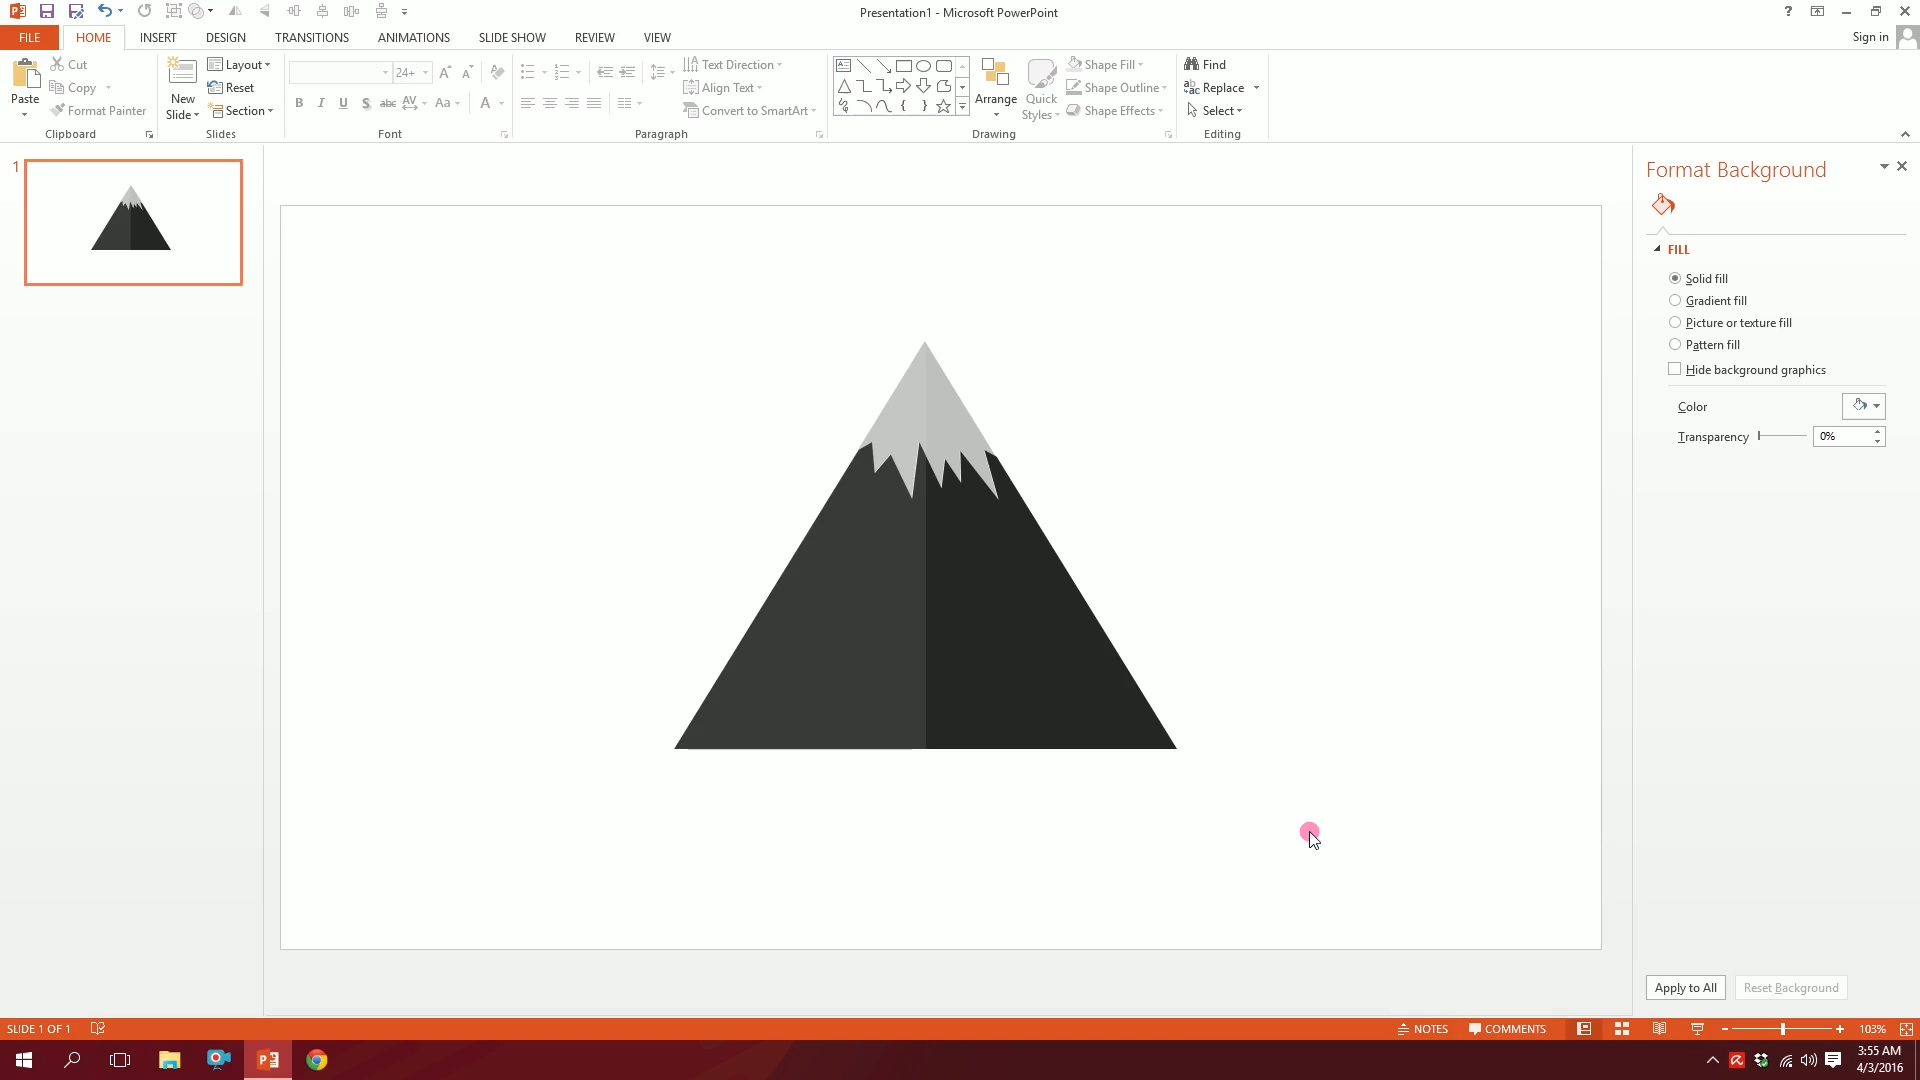 Presentation1 - Microsoft PowerPoint
?
FILE HOME INSERT DESIGN TRANSITIONS ANIMATIONS SLIDE SHOW REVIEW VIEW
Sign in
Paste
Cut
Copy
Format Painter
Clipboard
New
Slide
Layout
Reset
Section
Slides
24+
A A
B I U S abc AV Aa A
Font
Text Direction
Align Text
Convert to SmartArt
Paragraph
Arrange
Quick
Styles
Shape Fill
Shape Outline
Shape Effects
Drawing
Find
Replace
Select
Editing
1
Format Background
FILL
Solid fill
Gradient fill
Picture or texture fill
Pattern fill
Hide background graphics
Color
Transparency
0%
Apply to All
Reset Background
SLIDE 1 OF 1
NOTES
COMMENTS
103%
3:55 AM
4/3/2016